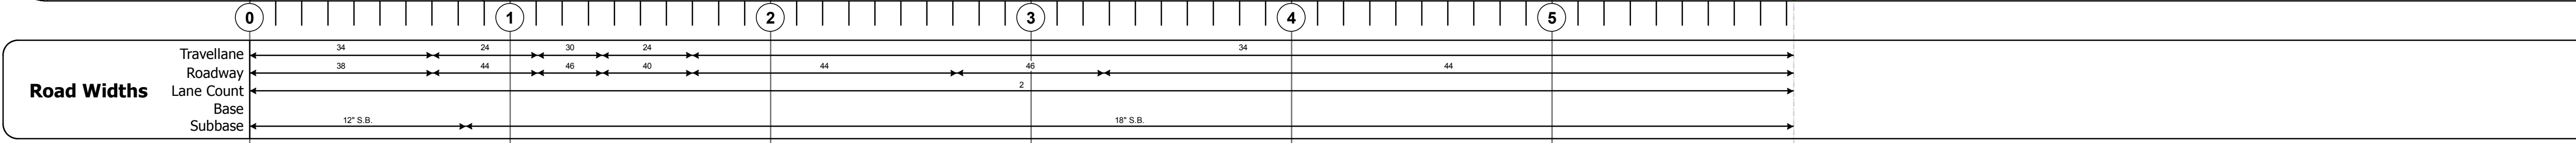 0 1 2 3 4 5
Road Widths
Travellane 34 24 30 24 34
Roadway 38 44 46 40 44 46 44
Lane Count 2
Base
Subbase 12" S.B. 18" S.B.